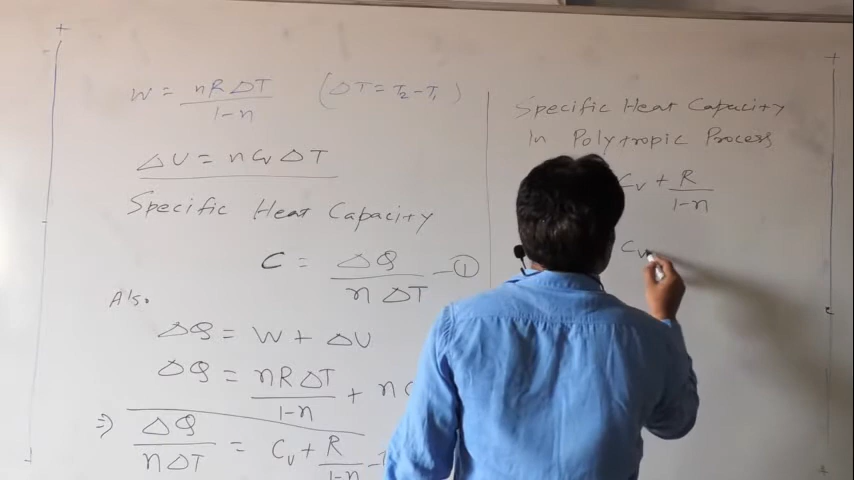 W = nRΔT / 1-n (ΔT = T₂-T₁)
ΔU = nCvΔT
Specific Heat Capacity
C = ΔQ / nΔT -①
Also
ΔQ = W + ΔU
ΔQ = nRΔT / 1-n + nC
⇒ ΔQ / nΔT = Cv + R / 1-n -
Specific Heat Capacity
In Polytropic Process
Cv + R / 1-n
Cv